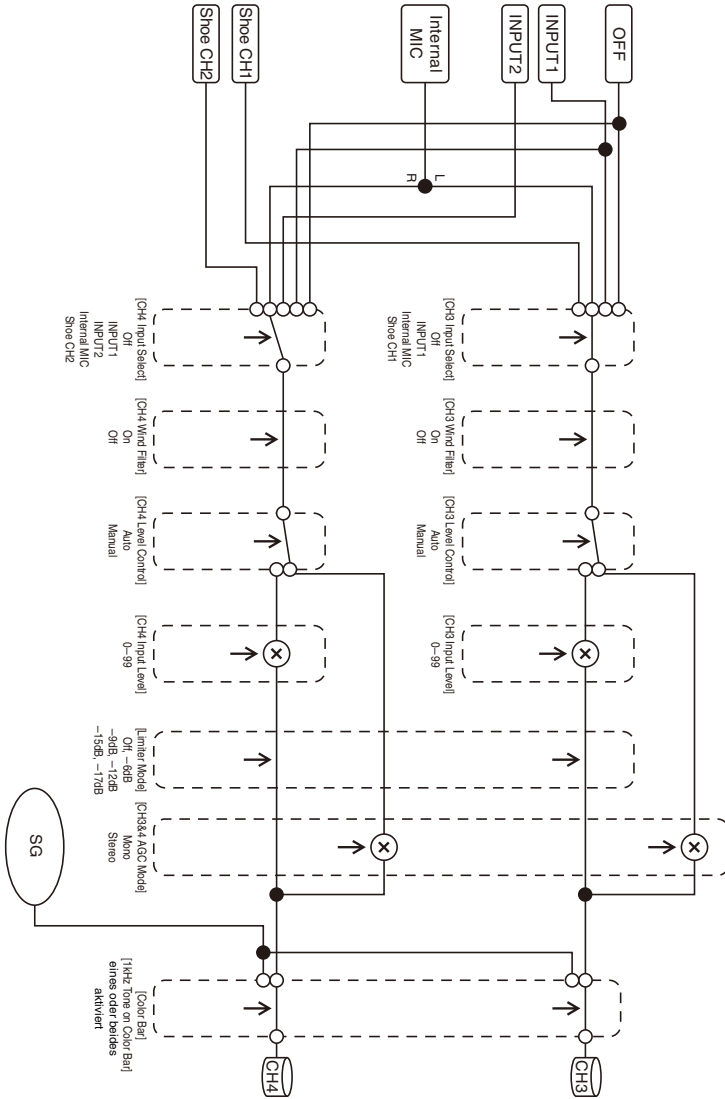 OFF
INPUT1
INPUT2
Internal
MIC
Shoe CH1
Shoe CH2
L
R
[CH3 Input Select]
Off
INPUT1
Internal MIC
Shoe CH1
[CH4 Input Select]
Off
INPUT1
INPUT2
Internal MIC
Shoe CH2
[CH3 Wind Filter]
On
Off
[CH4 Wind Filter]
On
Off
[CH3 Level Control]
Auto
Manual
[CH4 Level Control]
Auto
Manual
[CH3 Input Level]
0–99
[CH4 Input Level]
0–99
[Limiter Mode]
Off, –6dB
–9dB, –12dB
–15dB, –17dB
[CH3&4 AGC Mode]
Mono
Stereo
SG
[Color Bar]
[1kHz Tone on Color Bar]
eines oder beides
aktiviert
CH3
CH4